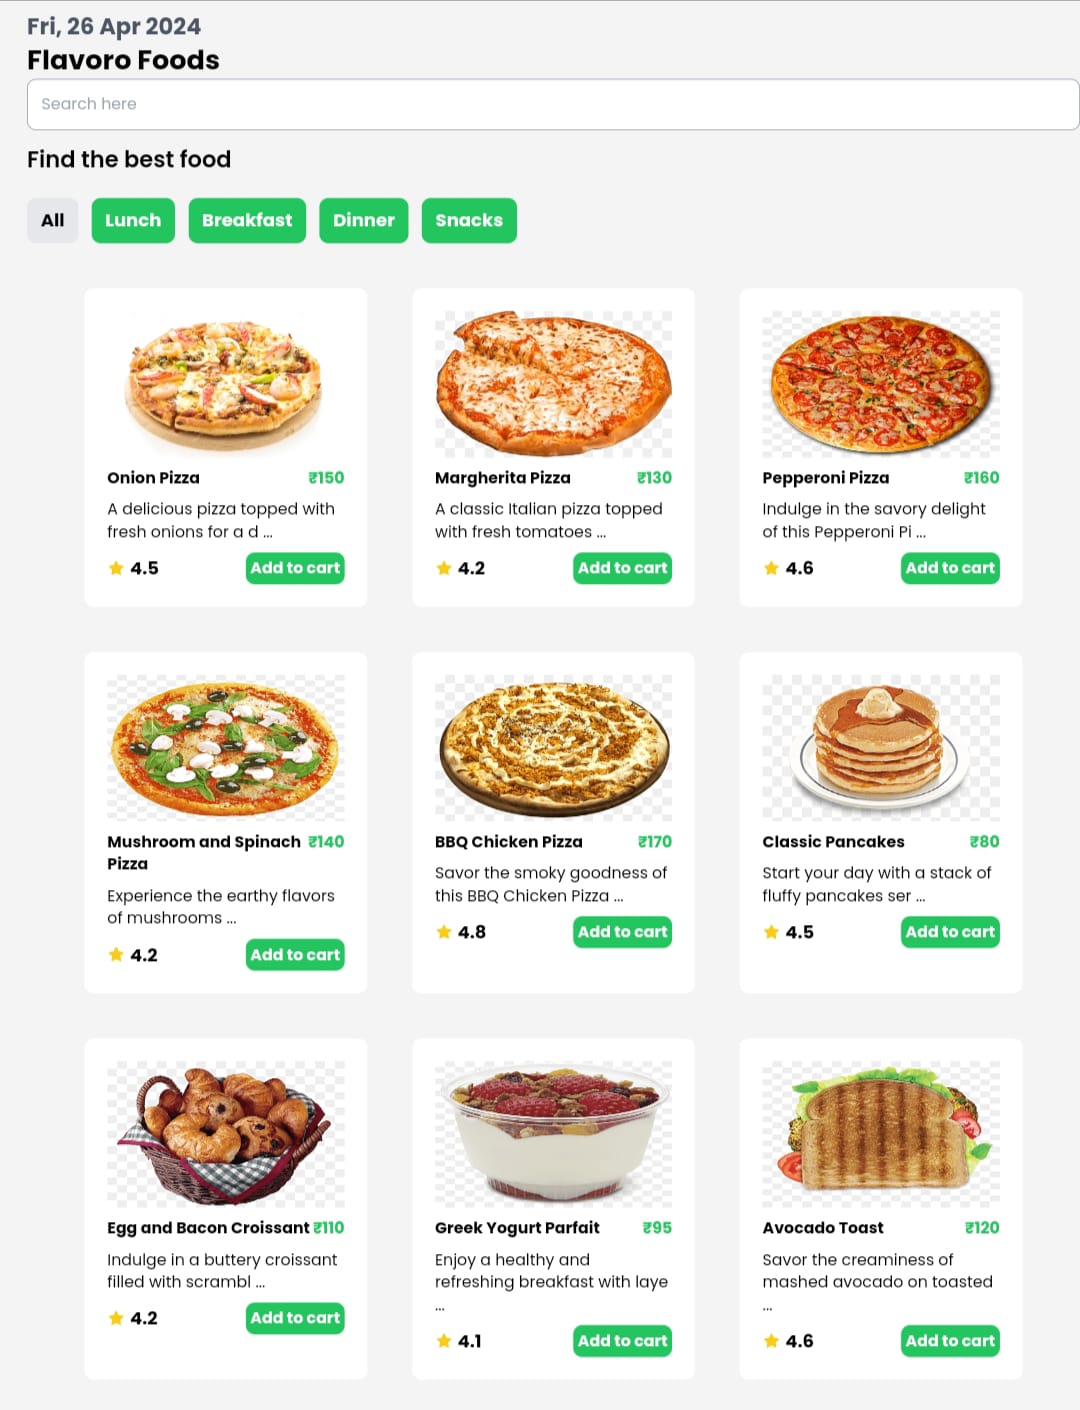 Fri, 26 Apr 2024
Flavoro Foods
Search here
Find the best food
All
Lunch
Breakfast
Dinner
Snacks
Onion Pizza ₹150
A delicious pizza topped with
fresh onions for a d ...
4.5
Add to cart
Margherita Pizza ₹130
A classic Italian pizza topped
with fresh tomatoes ...
4.2
Add to cart
Pepperoni Pizza ₹160
Indulge in the savory delight
of this Pepperoni Pi ...
4.6
Add to cart
Mushroom and Spinach ₹140
Pizza
Experience the earthy flavors
of mushrooms ...
4.2
Add to cart
BBQ Chicken Pizza ₹170
Savor the smoky goodness of
this BBQ Chicken Pizza ...
4.8
Add to cart
Classic Pancakes ₹80
Start your day with a stack of
fluffy pancakes ser ...
4.5
Add to cart
Egg and Bacon Croissant ₹110
Indulge in a buttery croissant
filled with scrambl ...
4.2
Add to cart
Greek Yogurt Parfait ₹95
Enjoy a healthy and
refreshing breakfast with laye
...
4.1
Add to cart
Avocado Toast ₹120
Savor the creaminess of
mashed avocado on toasted
...
4.6
Add to cart